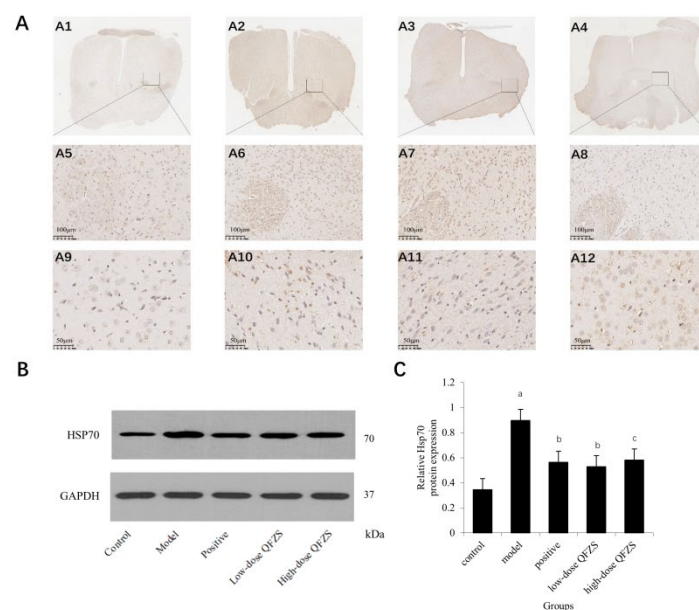 A
A1
A2
A3
A4
A5
A6
A7
A8
100μm
100μm
100μm
100μm
A9
A10
A11
A12
50μm
50μm
50μm
50μm
B
HSP70
70
GAPDH
37
kDa
Control
Model
Positive
Low-dose QFZS
High-dose QFZS
C
Relative Hsp70
protein expression
1.2
1
0.8
0.6
0.4
0.2
0
a
b
b
c
control
model
positive
low-dose QFZS
high-dose QFZS
Groups